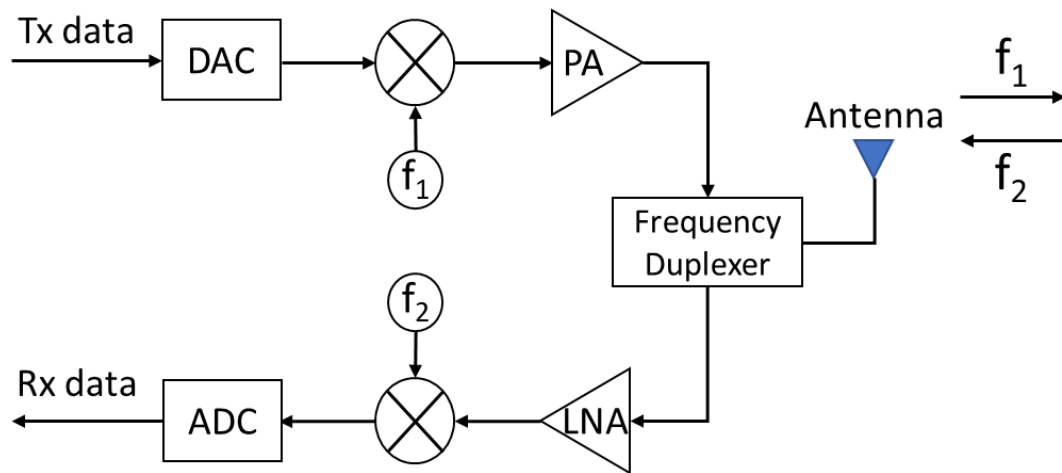 Tx data
DAC
PA
f₁
f₁
Antenna
f₂
Frequency
Duplexer
f₂
Rx data
ADC
LNA